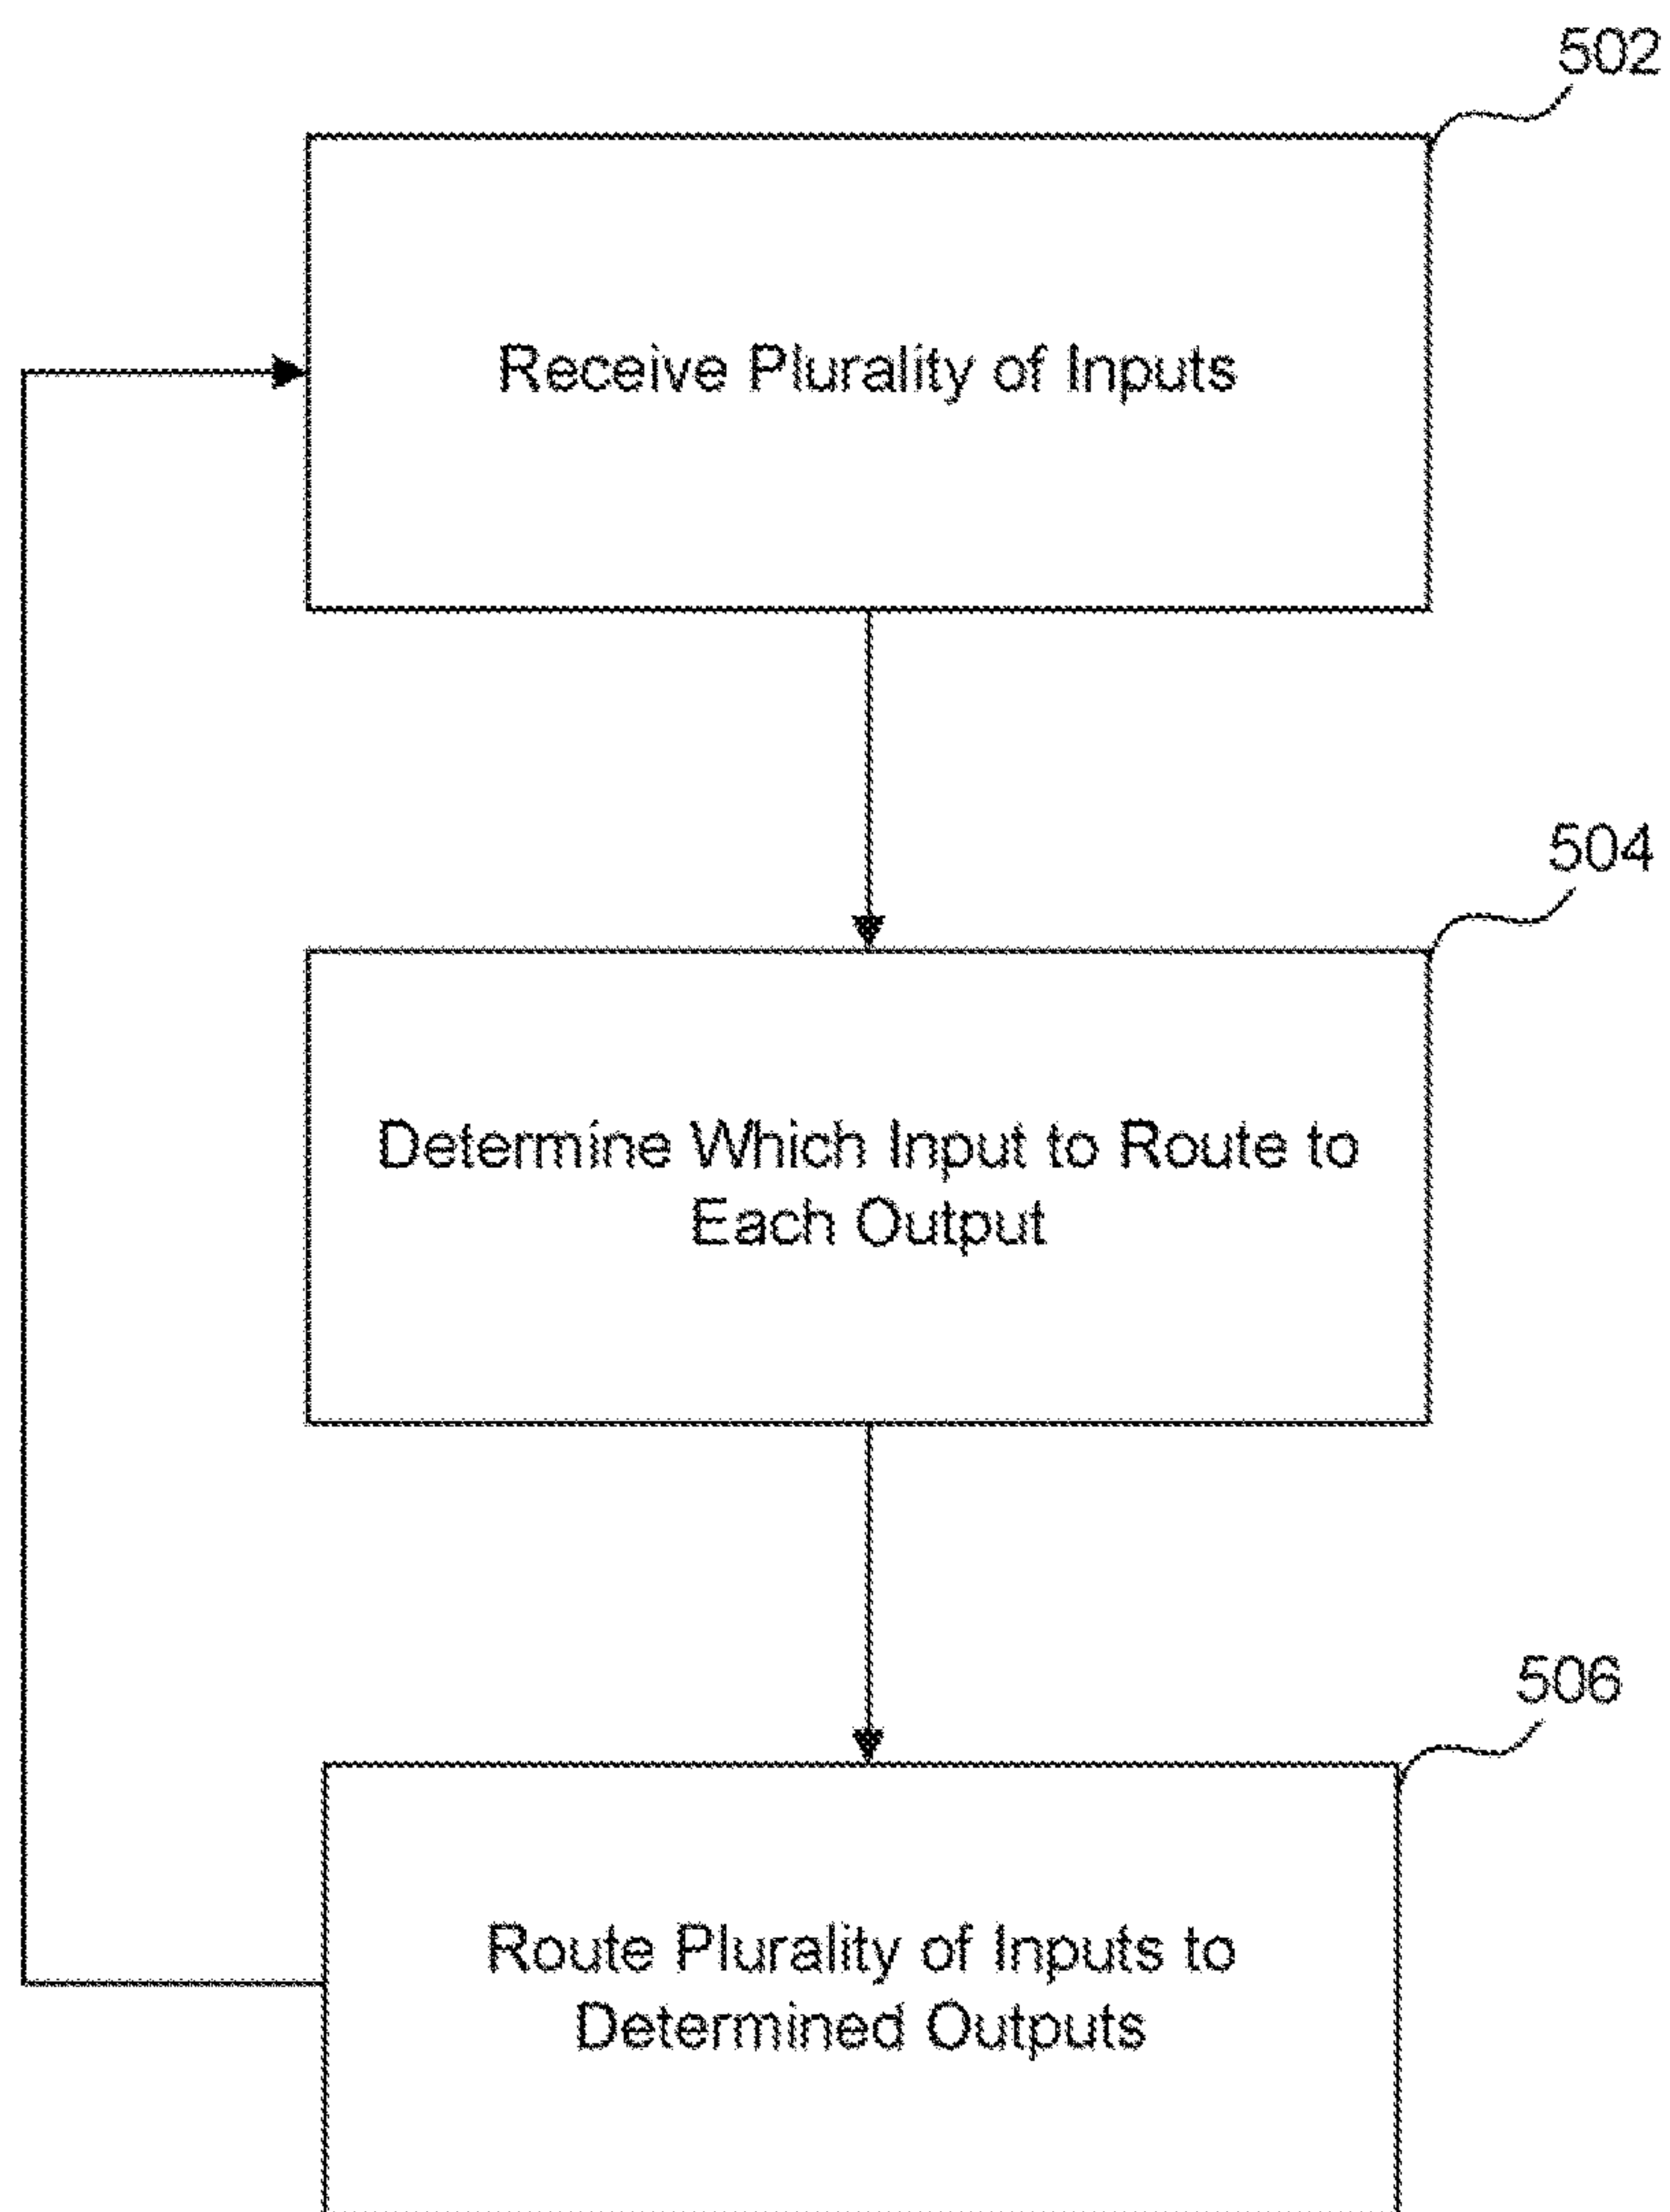 502
Receive Plurality of Inputs
504
Determine Which Input to Route to
Each Output
506
Route Plurality of Inputs to
Determined Outputs